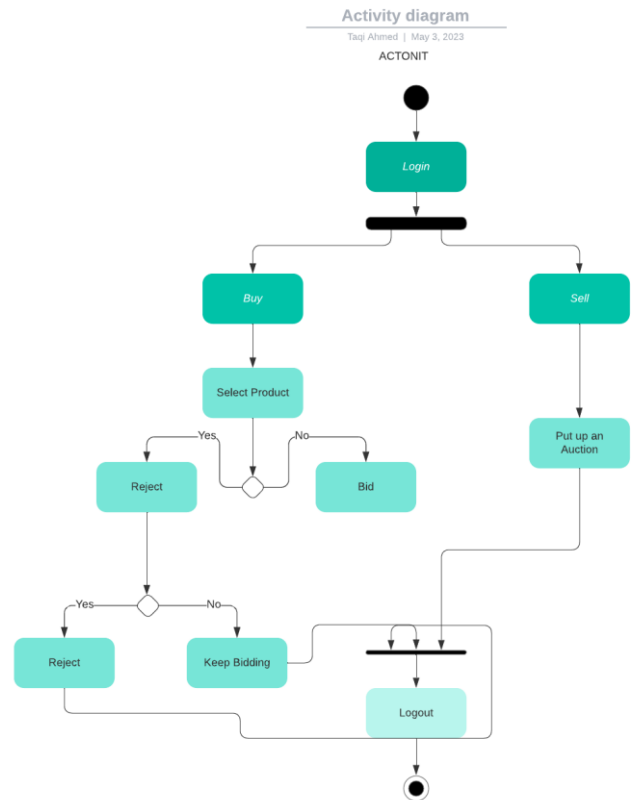 Activity diagram
Taqi Ahmed | May 3, 2023
ACTONIT
Login
Buy
Sell
Select Product
Put up an
Auction
Yes
No
Reject
Bid
Yes
No
Reject
Keep Bidding
Logout